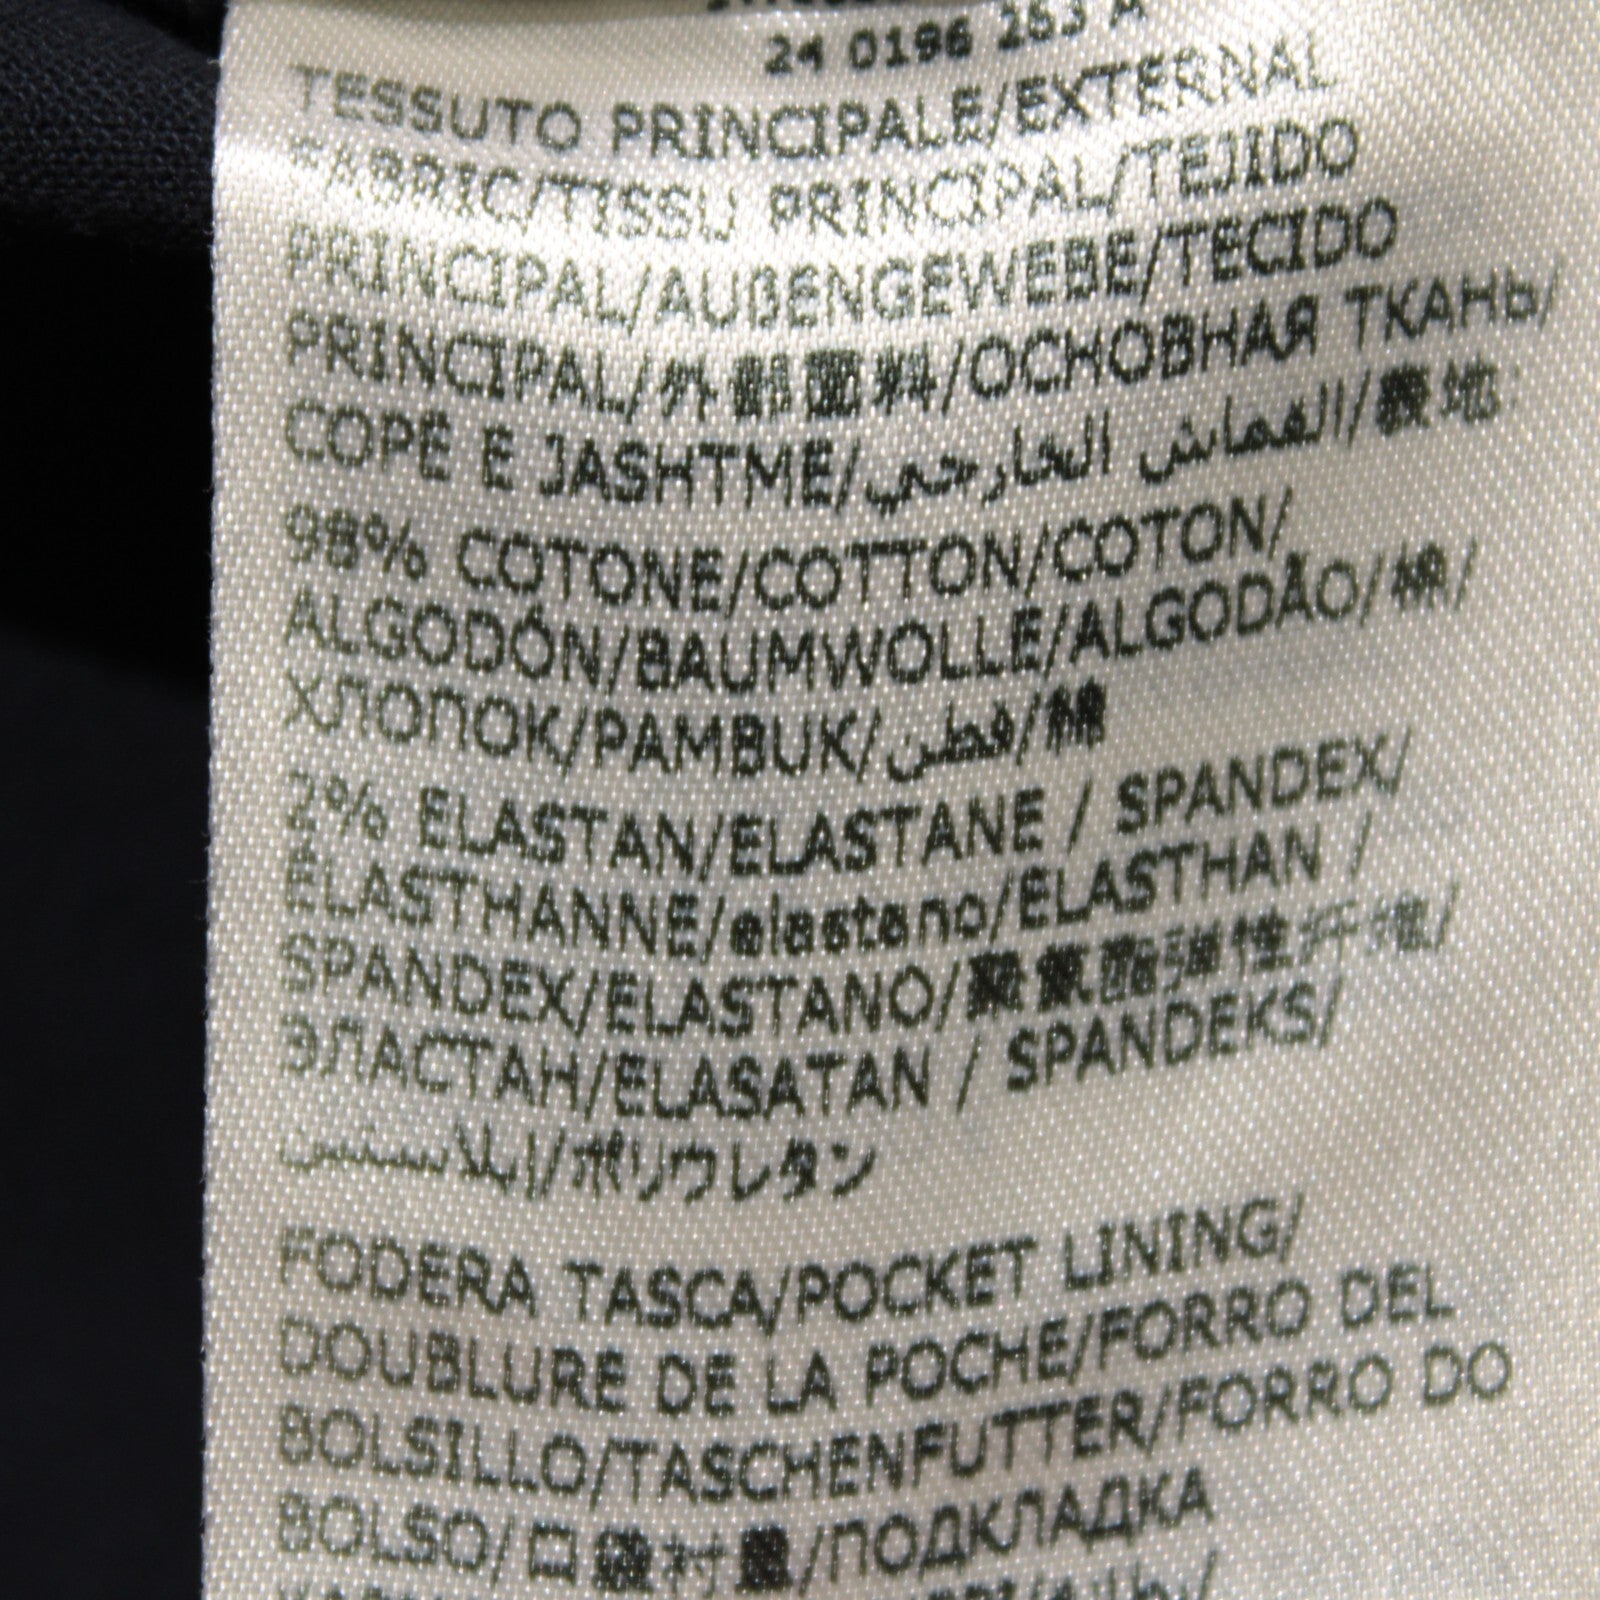 24 0196 263 A
TESSUTO PRINCIPALE/EXTERNAL
FABRIC/TISSU PRINCIPAL/TEJIDO
PRINCIPAL/AUßENGEWEBE/TECIDO
PRINCIPAL/外部面料/ОСНОВНАЯ ТКАНЬ/
COPË E JASHTME/القماش الخارجي/表地
98% COTONE/COTTON/COTON/
ALGODÓN/BAUMWOLLE/ALGODÃO/棉/
ХЛОПОК/PAMBUK/قطن/綿
2% ELASTAN/ELASTANE / SPANDEX/
ÉLASTHANNE/elastano/ELASTHAN /
SPANDEX/ELASTANO/聚氨酯弹性纤维/
ЭЛАСТАН/ELASATAN / SPANDEKS/
إيلاستين/ポリウレタン
FODERA TASCA/POCKET LINING/
DOUBLURE DE LA POCHE/FORRO DEL
BOLSILLO/TASCHENFUTTER/FORRO DO
BOLSO/口袋衬里/ПОДКЛАДКА